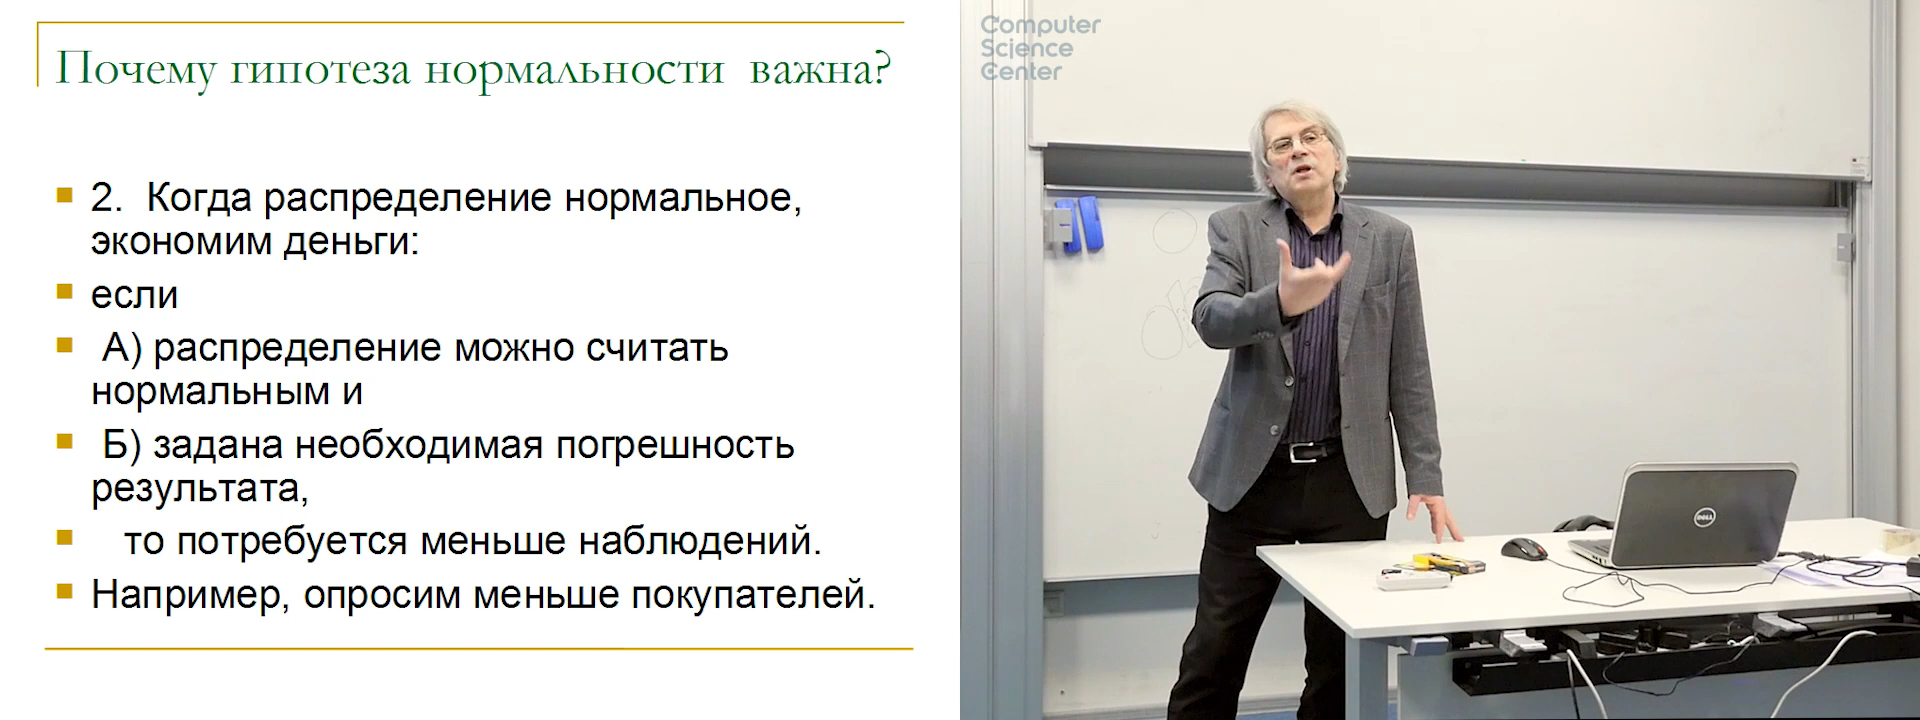 Почему гипотеза нормальности важна?
2. Когда распределение нормальное,
экономим деньги:
если
А) распределение можно считать
нормальным и
Б) задана необходимая погрешность
результата,
то потребуется меньше наблюдений.
Например, опросим меньше покупателей.
Computer
Science
Center
DELL